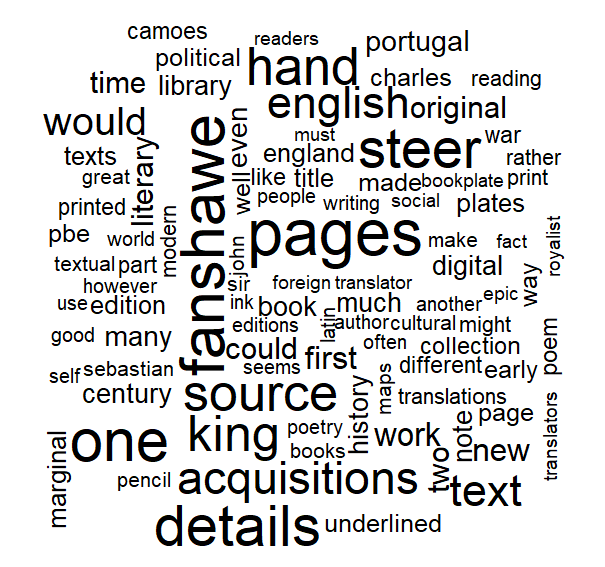 camoes readers portugal
political hand
time library charles reading
would english original
fanshawe even must steer war
texts literary england rather
great well like title made bookplate print
printed people writing social plates
pbe world modern pages make fact royalist
textual part john digital way
however sir foreign translator
use edition ink book much another epic
good many editions latin author cultural might
could first often collection poem
self sebastian seems different early
century source history maps translations
one king poetry work note page translators
marginal books two new
pencil acquisitions text
details underlined